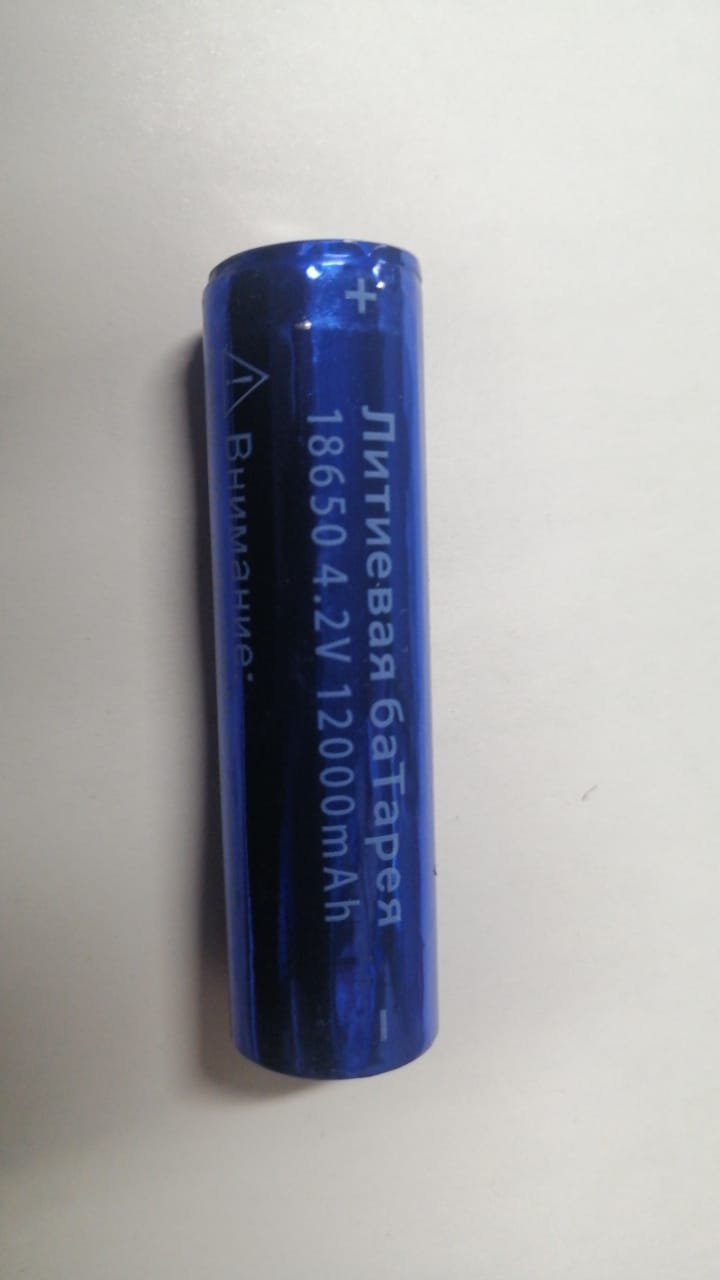 +
Литиевая баТарея
18650 4.2V 12000mAh
Внимание:
-